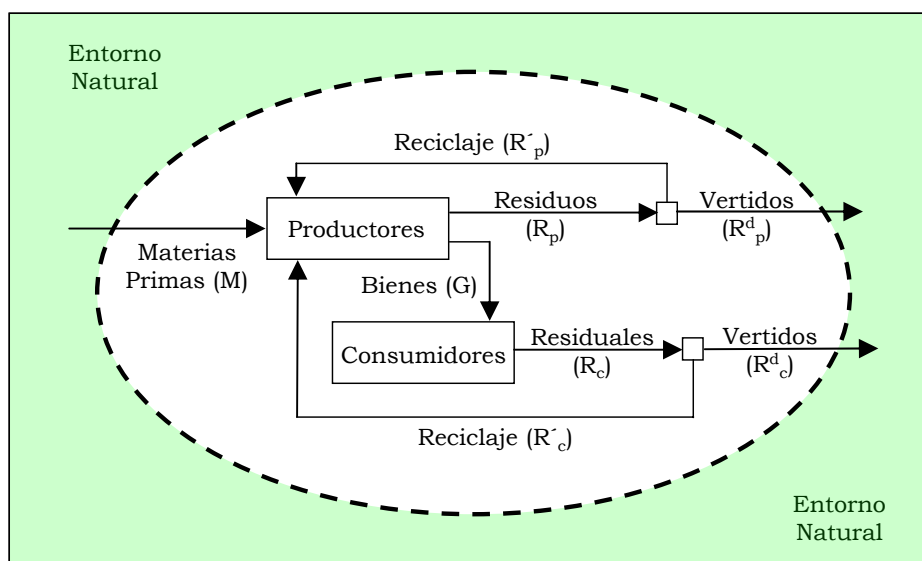 Entorno
Natural
Reciclaje (R´p)
Productores
Residuos
(Rp)
Vertidos
(Rdp)
Materias
Primas (M)
Bienes (G)
Consumidores
Residuales
(Rc)
Vertidos
(Rdc)
Reciclaje (R´c)
Entorno
Natural